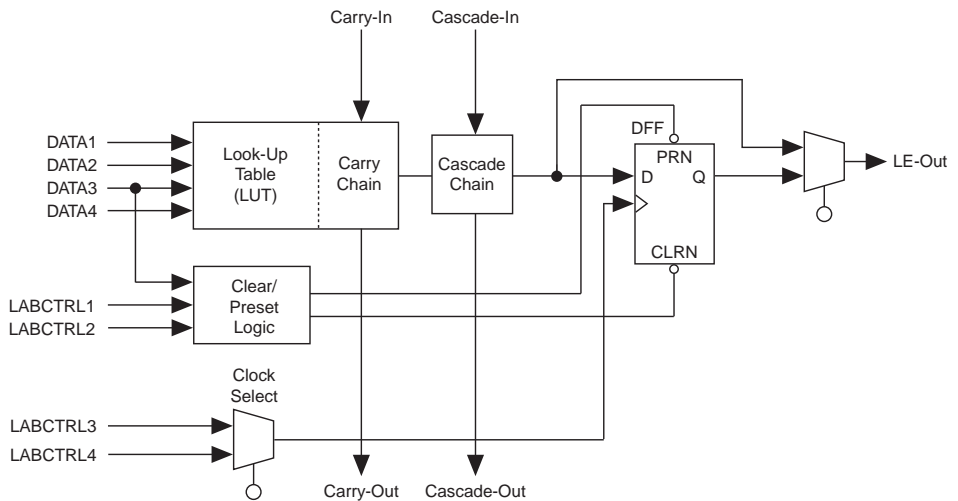 Carry-In
Cascade-In
DATA1
DATA2
DATA3
DATA4
Look-Up
Table
(LUT)
Carry
Chain
Cascade
Chain
DFF
PRN
D
Q
CLRN
LE-Out
LABCTRL1
LABCTRL2
Clear/
Preset
Logic
Clock
Select
LABCTRL3
LABCTRL4
Carry-Out
Cascade-Out